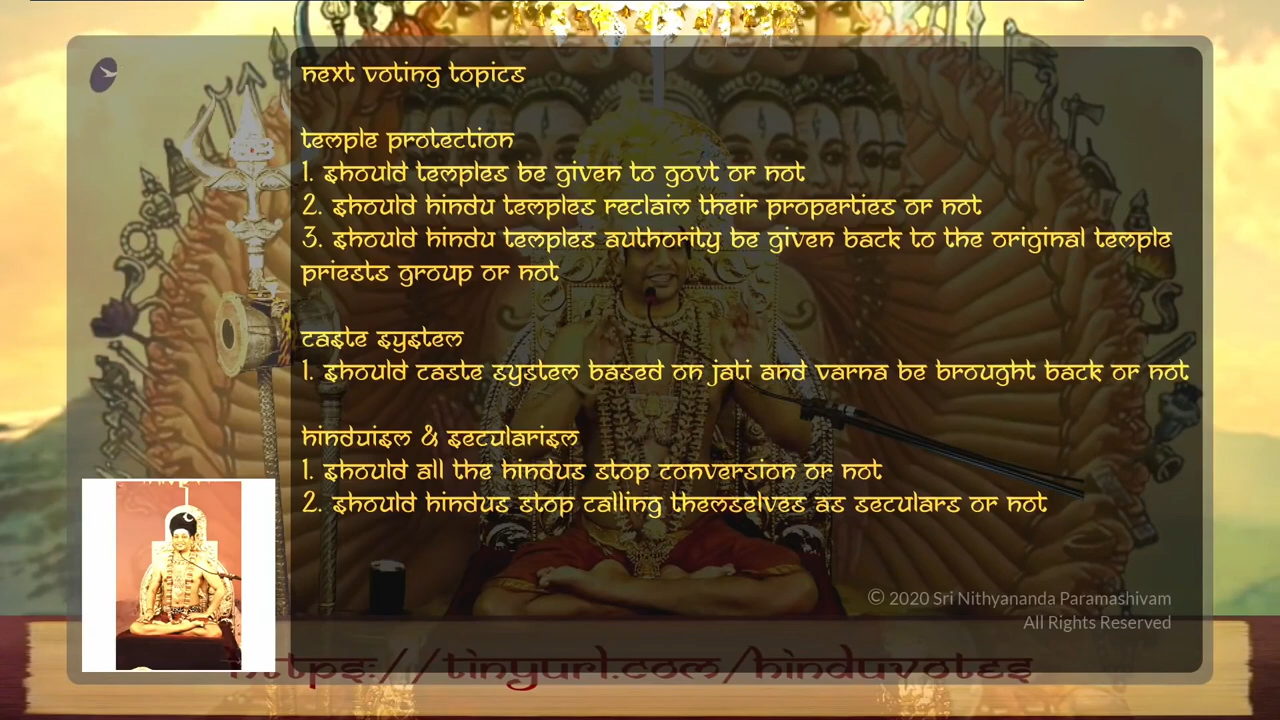 next voting topics
temple protection
1. should temples be given to govt or not
2. should hindu temples reclaim their properties or not
3. should hindu temples authority be given back to the original temple
priests group or not
caste system
1. should caste system based on jati and varna be brought back or not
hinduism & secularism
1. should all the hindus stop conversion or not
2. should hindus stop calling themselves as seculars or not
© 2020 Sri Nithyananda Paramashivam
All Rights Reserved
https://tinyurl.com/hinduvotes